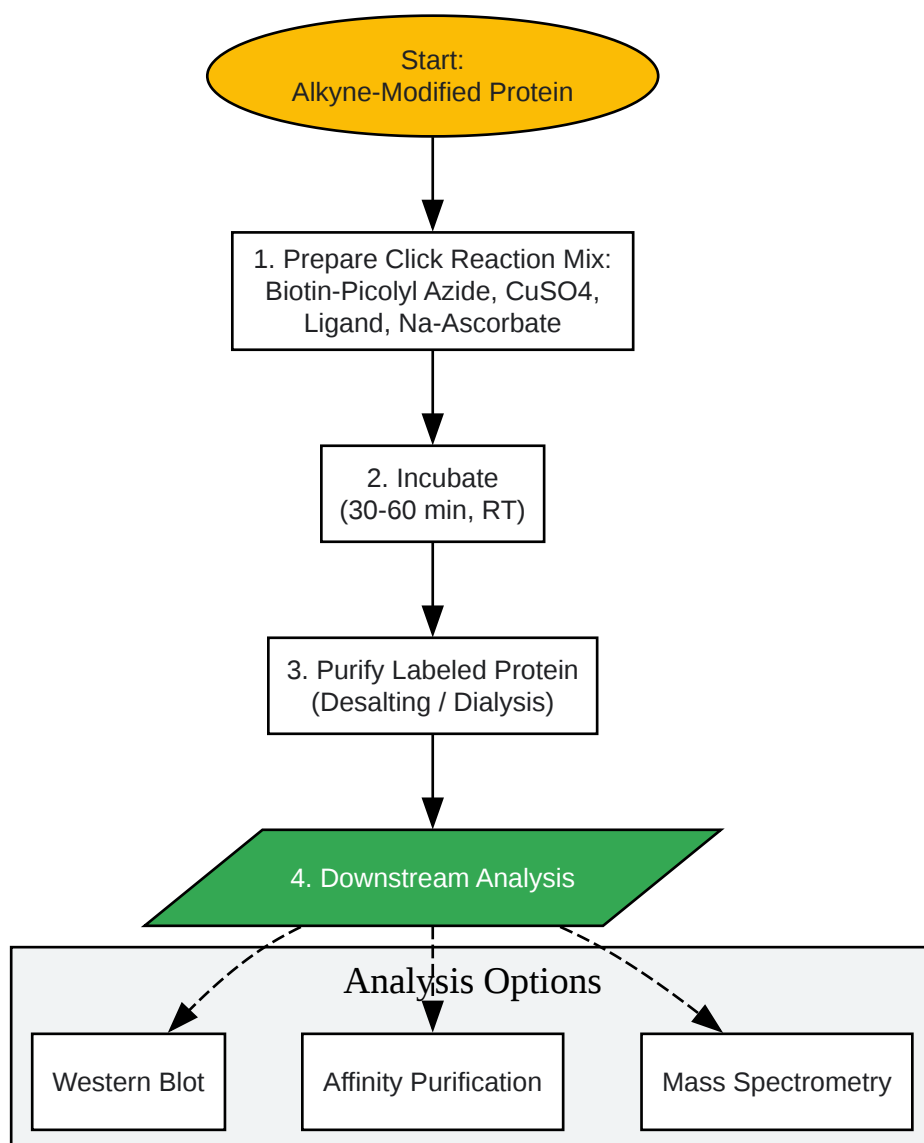 Start:
Alkyne-Modified Protein
1. Prepare Click Reaction Mix:
Biotin-Picolyl Azide, CuSO4,
Ligand, Na-Ascorbate
2. Incubate
(30-60 min, RT)
3. Purify Labeled Protein
(Desalting / Dialysis)
4. Downstream Analysis
Analysis Options
Western Blot
Affinity Purification
Mass Spectrometry